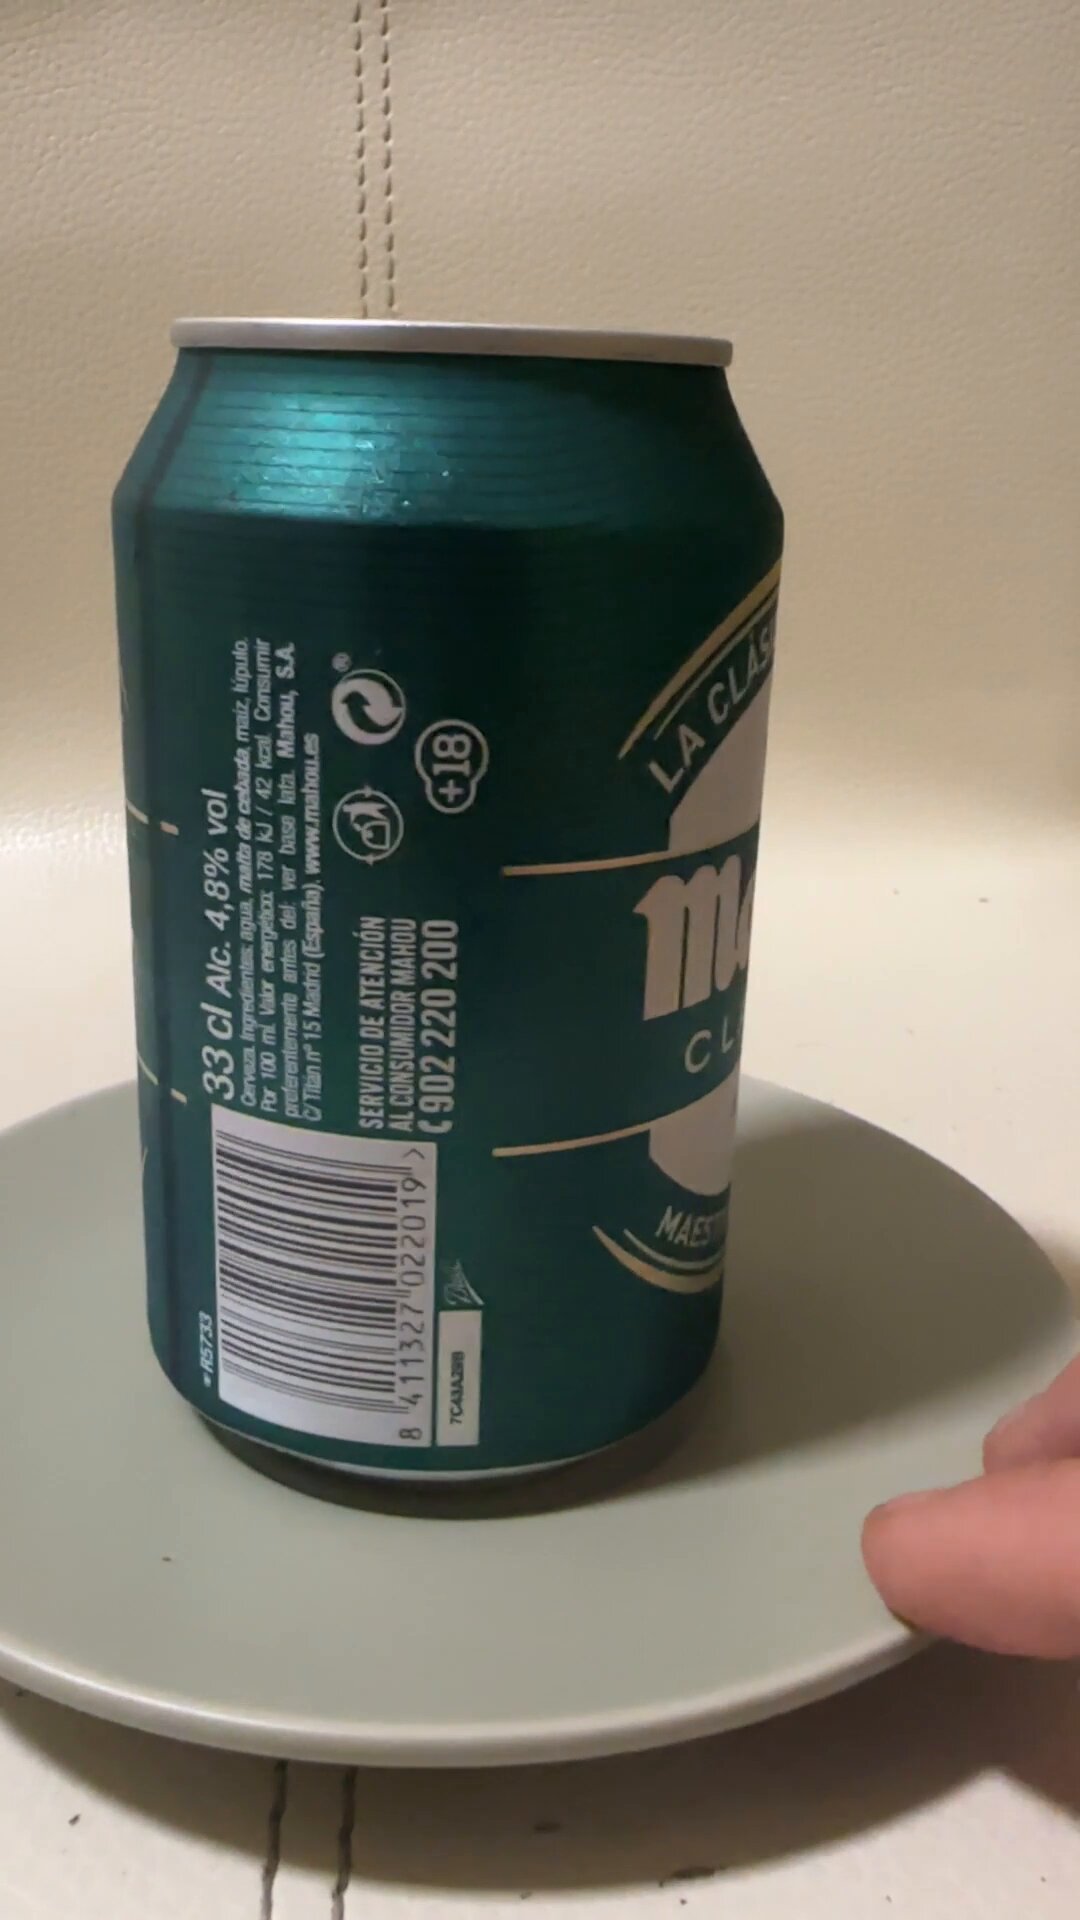 33 cl Alc. 4,8% vol
Cerveza. Ingredientes: agua, malta de cebada, maíz, lúpulo.
Por 100 ml. Valor energético: 178 kJ / 42 kcal. Consumir
preferentemente antes del: ver base lata. Mahou, S.A.
C/ Titán nº 15 Madrid (España). www.mahou.es
®
+18
SERVICIO DE ATENCIÓN
AL CONSUMIDOR MAHOU
902 220 200
8 411327 022019 >
R5733
7C43A28B
LA CLÁS
Ma
CL
MAEST